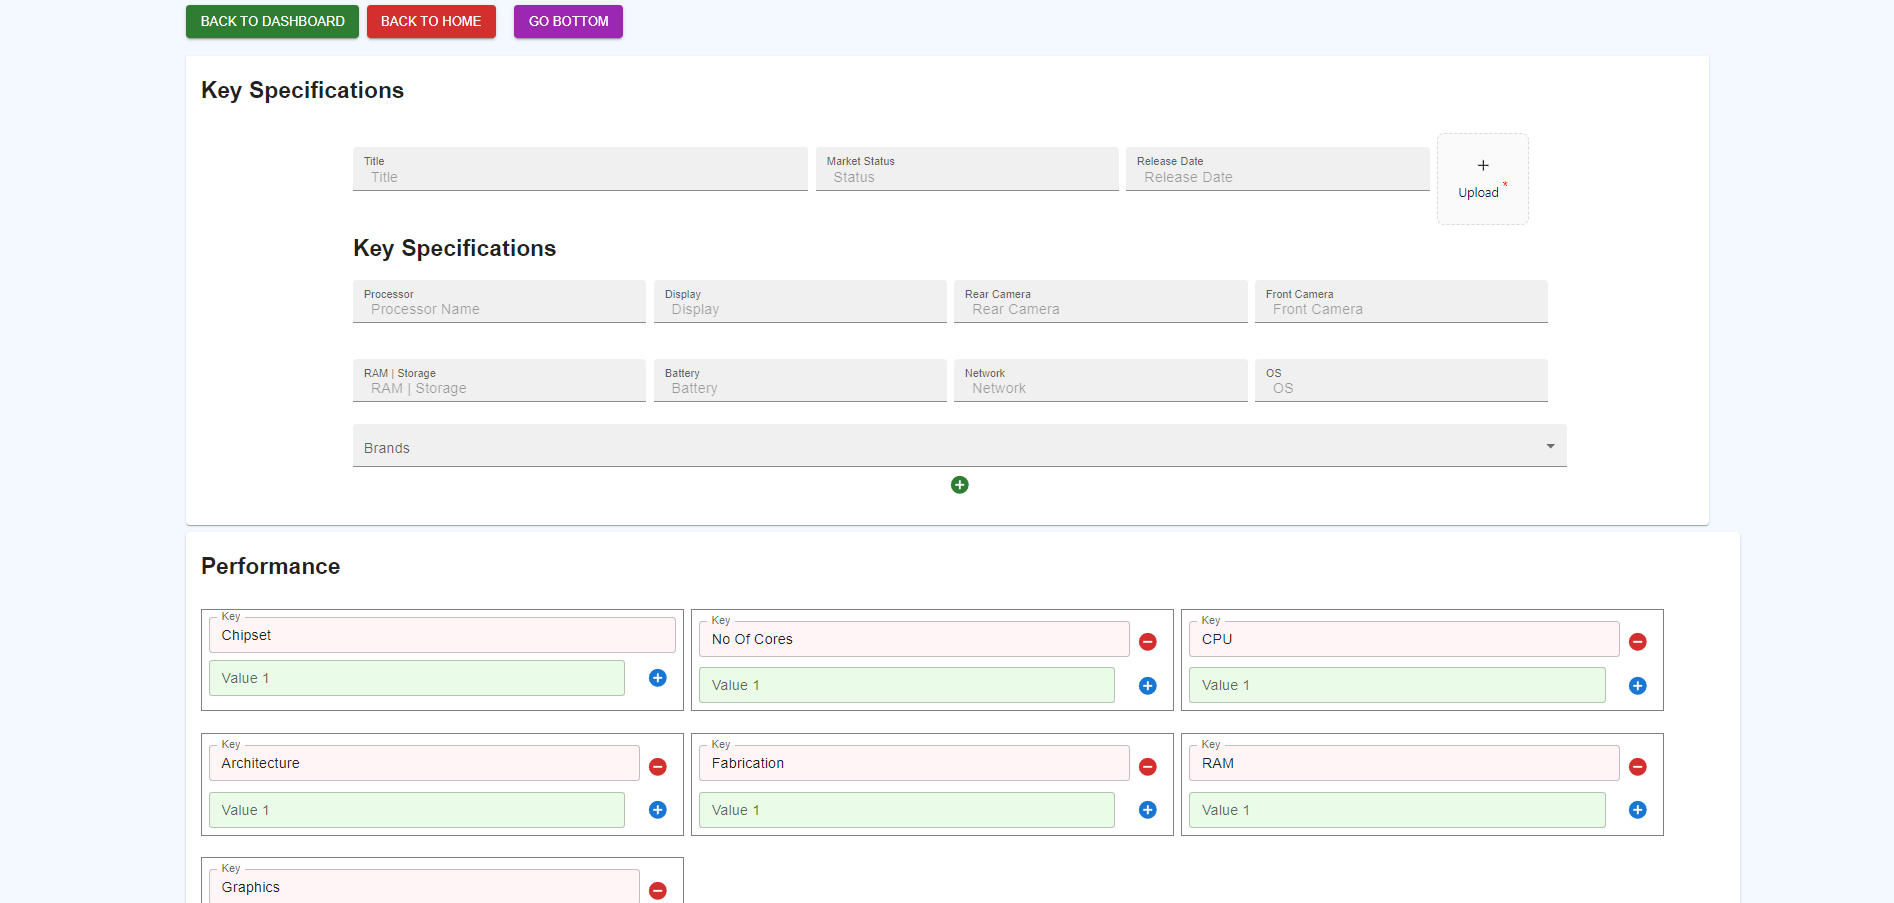 BACK TO DASHBOARD BACK TO HOME GO BOTTOM
Key Specifications
Title Market Status Release Date
Title Status Release Date
Upload *
Key Specifications
Processor Display Rear Camera Front Camera
Processor Name Display Rear Camera Front Camera
RAM | Storage Battery Network OS
RAM | Storage Battery Network OS
Brands
Performance
Key Key Key
Chipset No Of Cores CPU
Value 1 Value 1 Value 1
Key Key Key
Architecture Fabrication RAM
Value 1 Value 1 Value 1
Key
Graphics